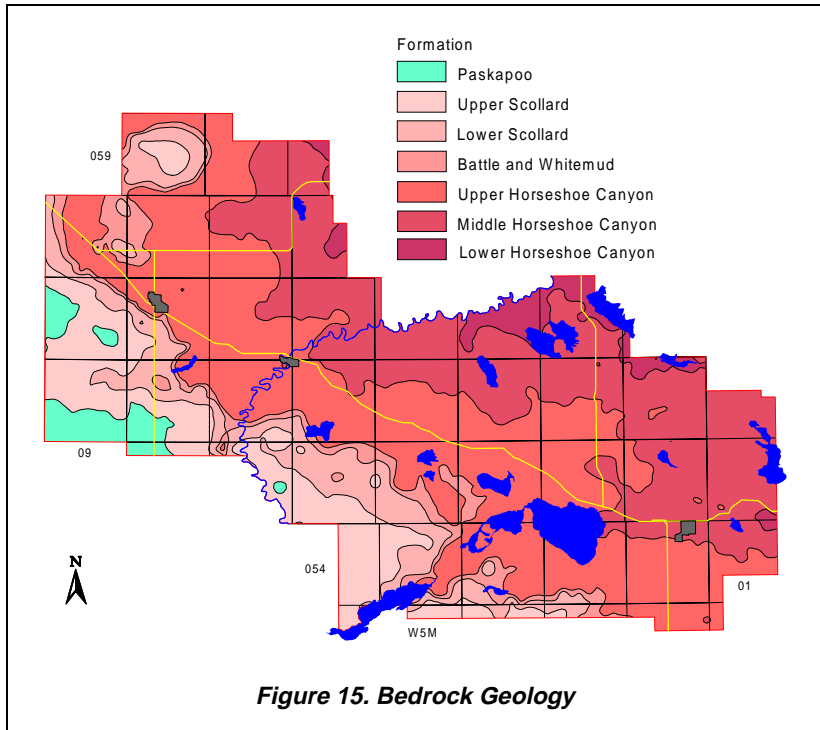 Formation
Paskapoo
Upper Scollard
Lower Scollard
Battle and Whitemud
Upper Horseshoe Canyon
Middle Horseshoe Canyon
Lower Horseshoe Canyon
059
09
N
054
01
W5M
Figure 15. Bedrock Geology